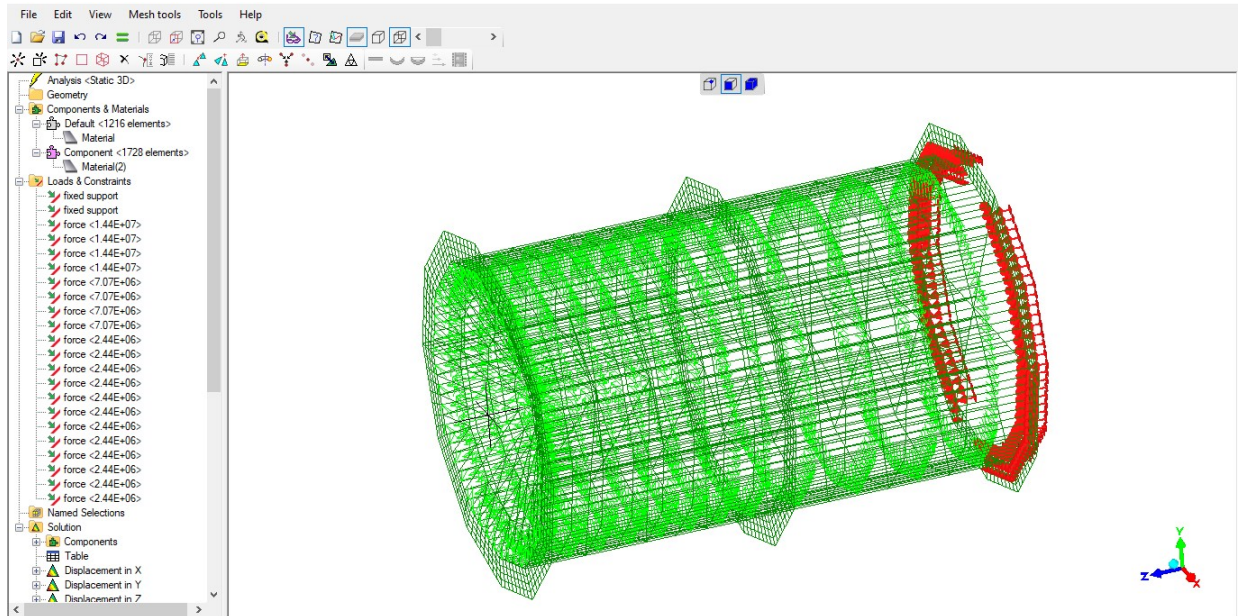 File Edit View Mesh tools Tools Help
Analysis <Static 3D>
Geometry
Components & Materials
Default <1216 elements>
Material
Component <1728 elements>
Material(2)
Loads & Constraints
fixed support
fixed support
force <1.44E+07>
force <1.44E+07>
force <1.44E+07>
force <1.44E+07>
force <7.07E+06>
force <7.07E+06>
force <7.07E+06>
force <7.07E+06>
force <2.44E+06>
force <2.44E+06>
force <2.44E+06>
force <2.44E+06>
force <2.44E+06>
force <2.44E+06>
force <2.44E+06>
force <2.44E+06>
force <2.44E+06>
force <2.44E+06>
force <2.44E+06>
force <2.44E+06>
Named Selections
Solution
Components
Table
Displacement in X
Displacement in Y
Displacement in Z
Y
Z
X